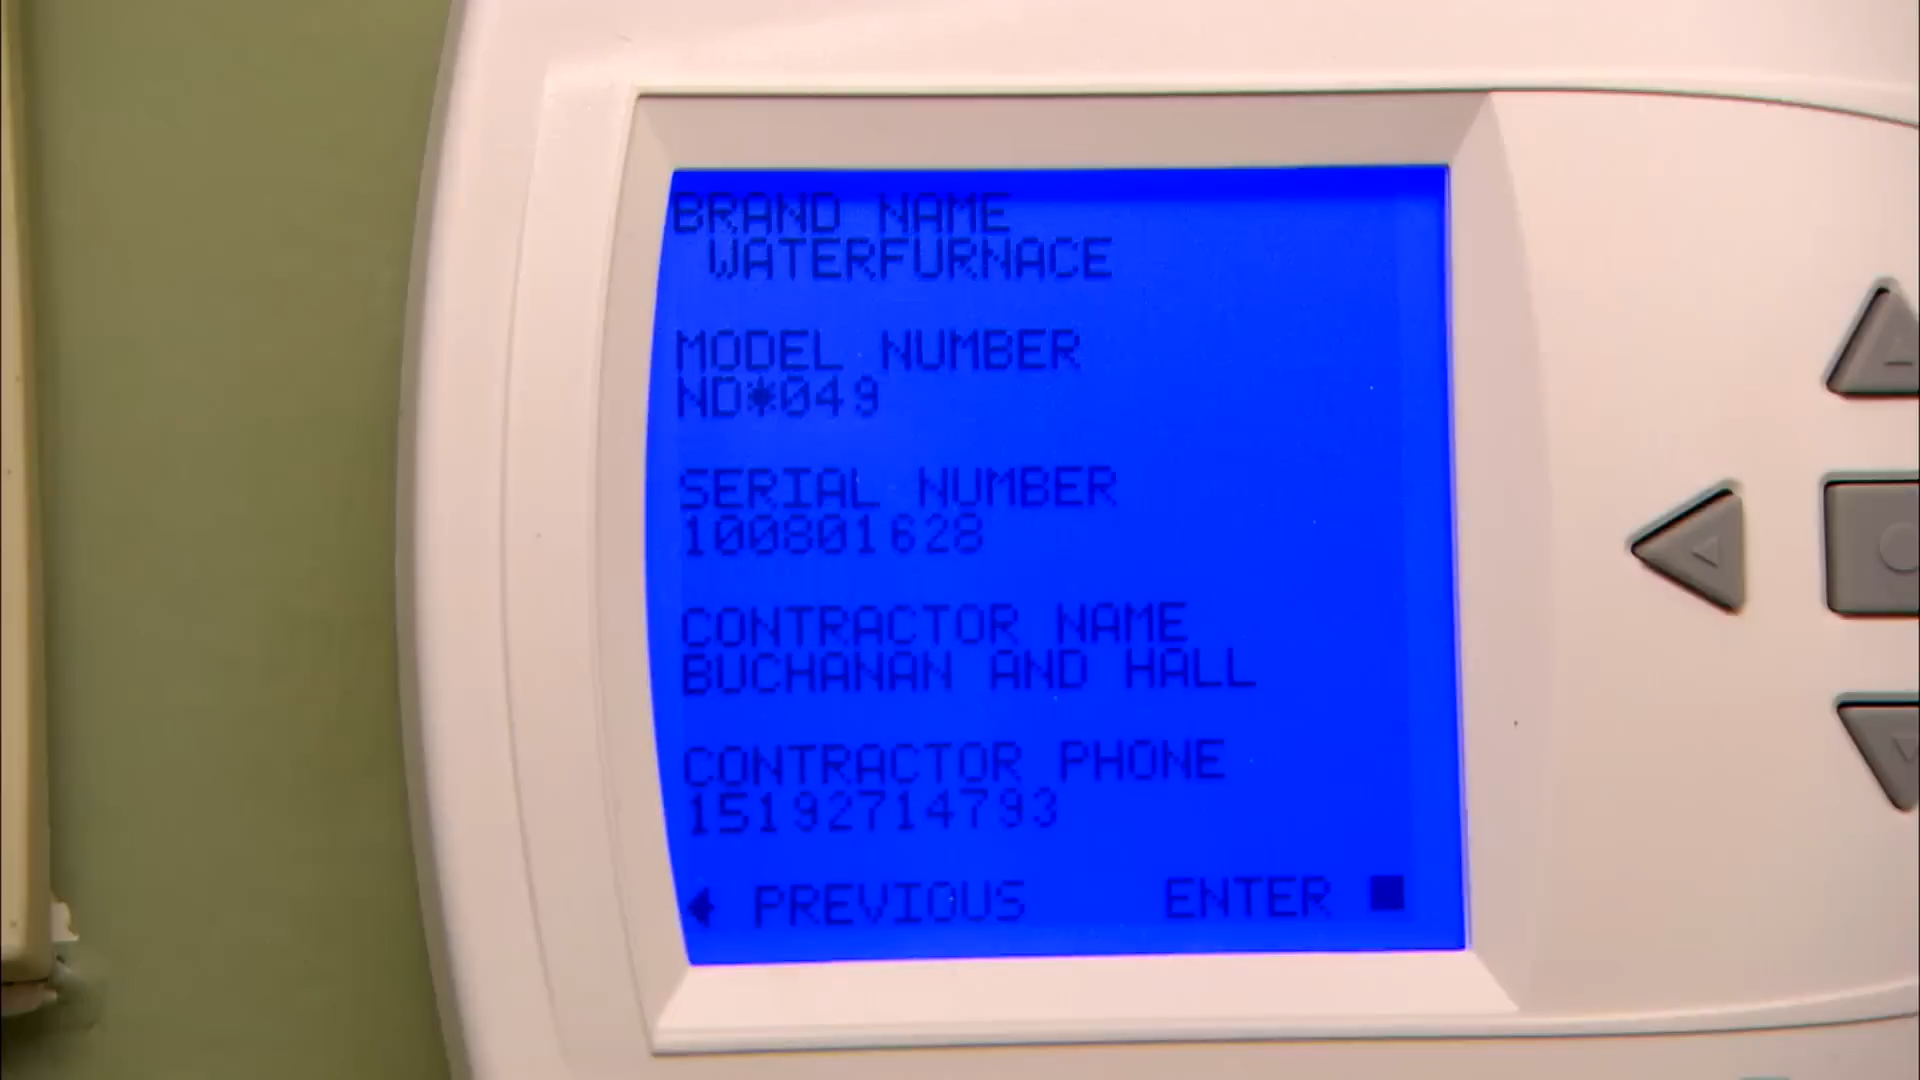 BRAND NAME
WATERFURNACE
MODEL NUMBER
ND*049
SERIAL NUMBER
100801628
CONTRACTOR NAME
BUCHANAN AND HALL
CONTRACTOR PHONE
15192714793
◀ PREVIOUS ENTER ■